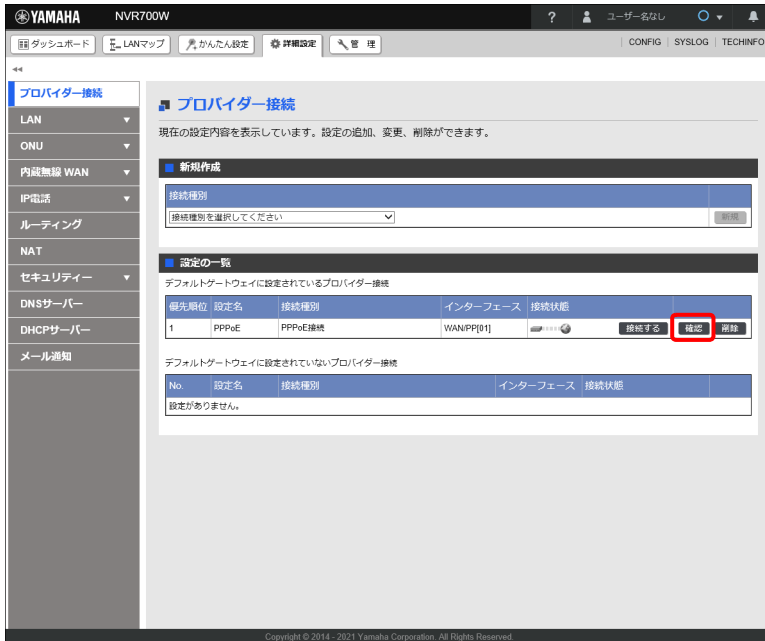 YAMAHA NVR700W ? ユーザー名なし
ダッシュボード LANマップ かんたん設定 詳細設定 管 理 CONFIG SYSLOG TECHINFO
プロバイダー接続
LAN
ONU
内蔵無線 WAN
IP電話
ルーティング
NAT
セキュリティー
DNSサーバー
DHCPサーバー
メール通知
プロバイダー接続
現在の設定内容を表示しています。設定の追加、変更、削除ができます。
新規作成
接続種別
接続種別を選択してください 新規
設定の一覧
デフォルトゲートウェイに設定されているプロバイダー接続
優先順位 設定名 接続種別 インターフェース 接続状態
1 PPPoE PPPoE接続 WAN/PP[01] 接続する 確認 削除
デフォルトゲートウェイに設定されていないプロバイダー接続
No. 設定名 接続種別 インターフェース 接続状態
設定がありません。
Copyright © 2014 - 2021 Yamaha Corporation. All Rights Reserved.